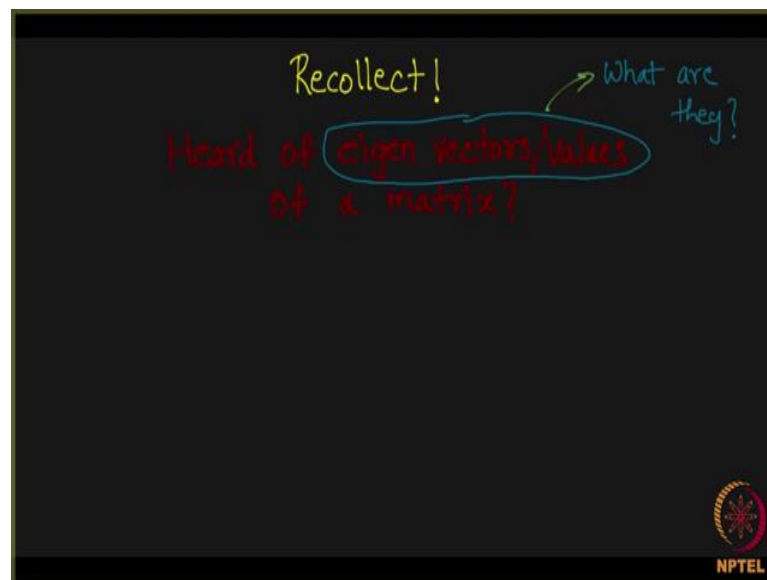 Recollect!
What are
they?
Heard of eigen vectors/values
of a matrix?
NPTEL